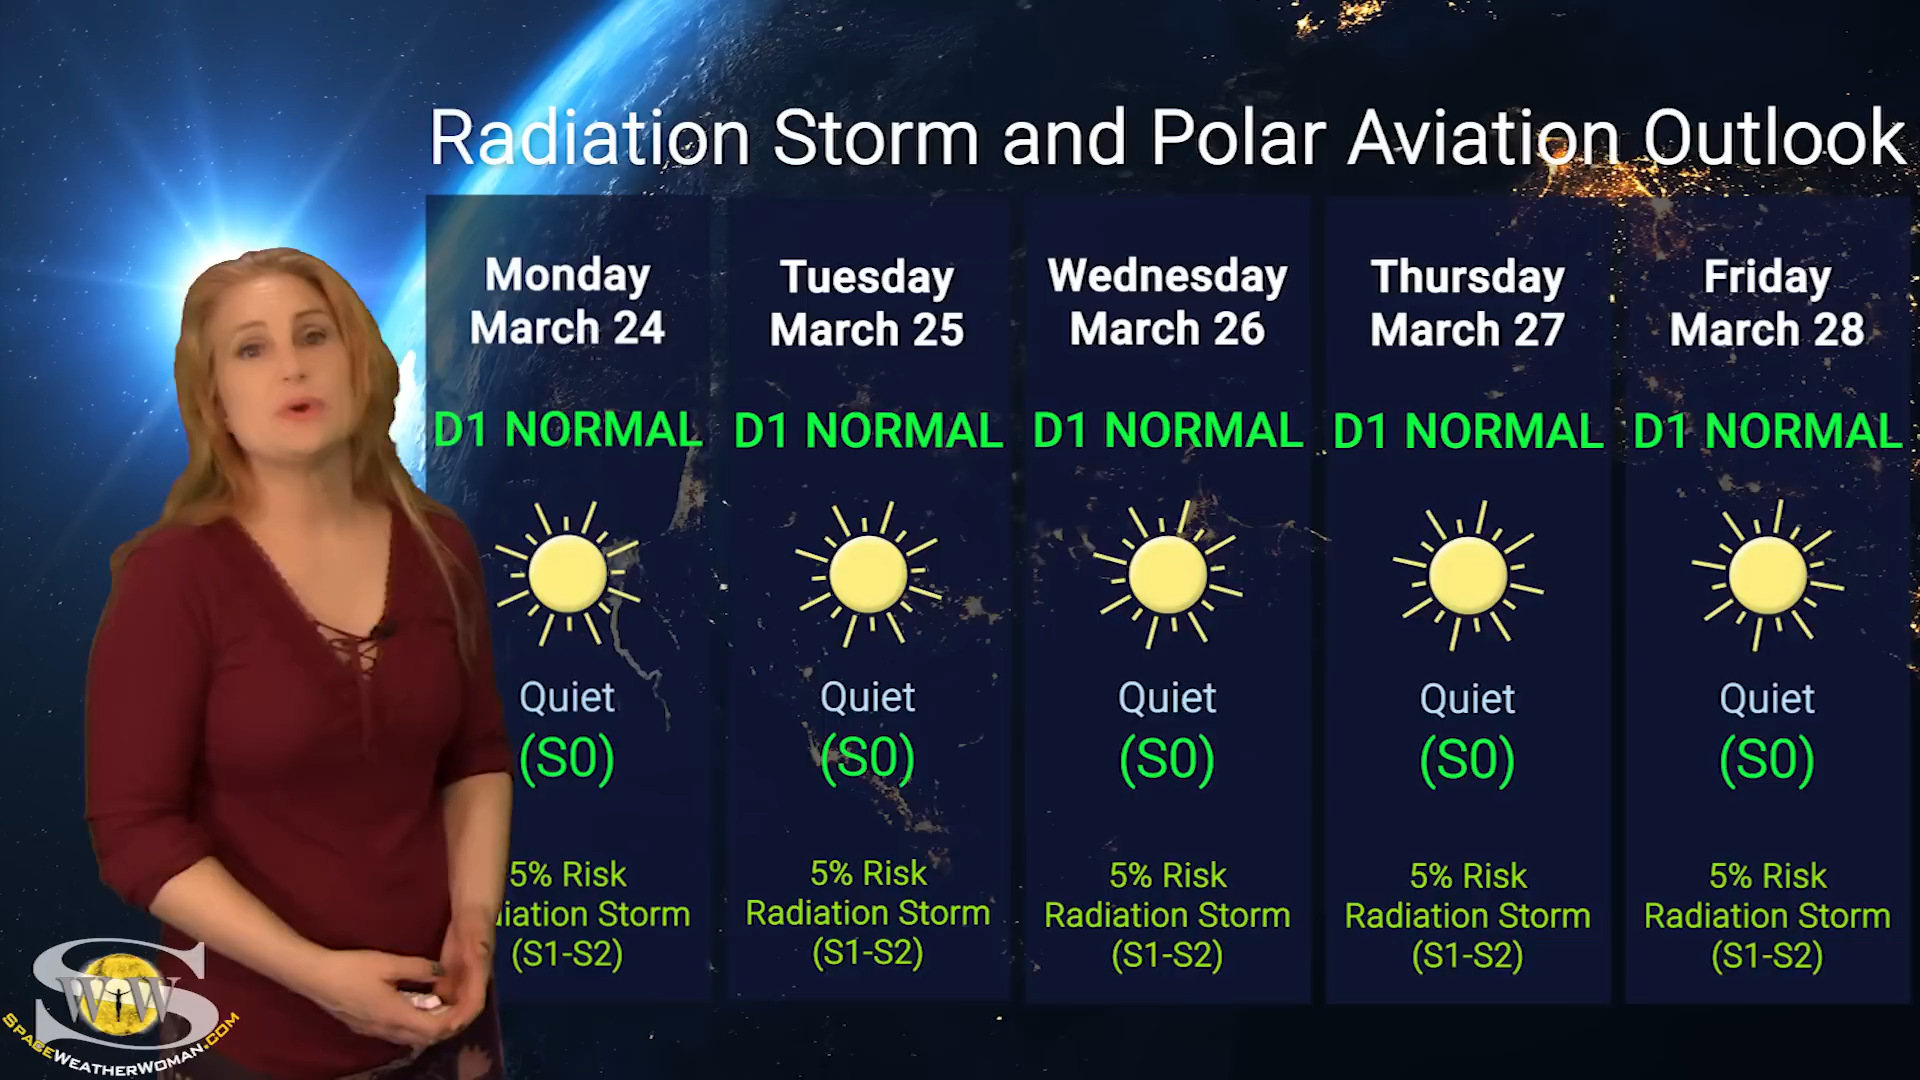 Radiation Storm and Polar Aviation Outlook
Monday
March 24
D1 NORMAL
Quiet
(S0)
5% Risk
diation Storm
(S1-S2)
Tuesday
March 25
D1 NORMAL
Quiet
(S0)
5% Risk
Radiation Storm
(S1-S2)
Wednesday
March 26
D1 NORMAL
Quiet
(S0)
5% Risk
Radiation Storm
(S1-S2)
Thursday
March 27
D1 NORMAL
Quiet
(S0)
5% Risk
Radiation Storm
(S1-S2)
Friday
March 28
D1 NORMAL
Quiet
(S0)
5% Risk
Radiation Storm
(S1-S2)
S
WW
SPACEWEATHERWOMAN.COM